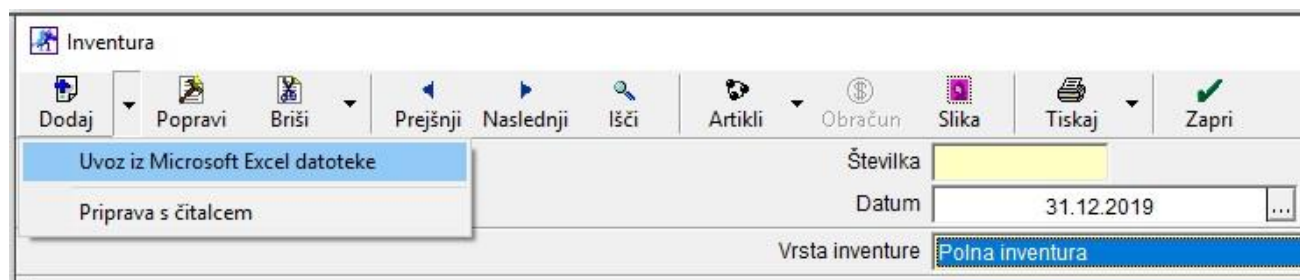 Inventura
Dodaj Popravi Briši Prejšnji Naslednji Išči Artikli Obračun Slika Tiskaj Zapri
Uvoz iz Microsoft Excel datoteke
Številka
Priprava s čitalcem
Datum 31.12.2019 ...
Vrsta inventure Polna inventura